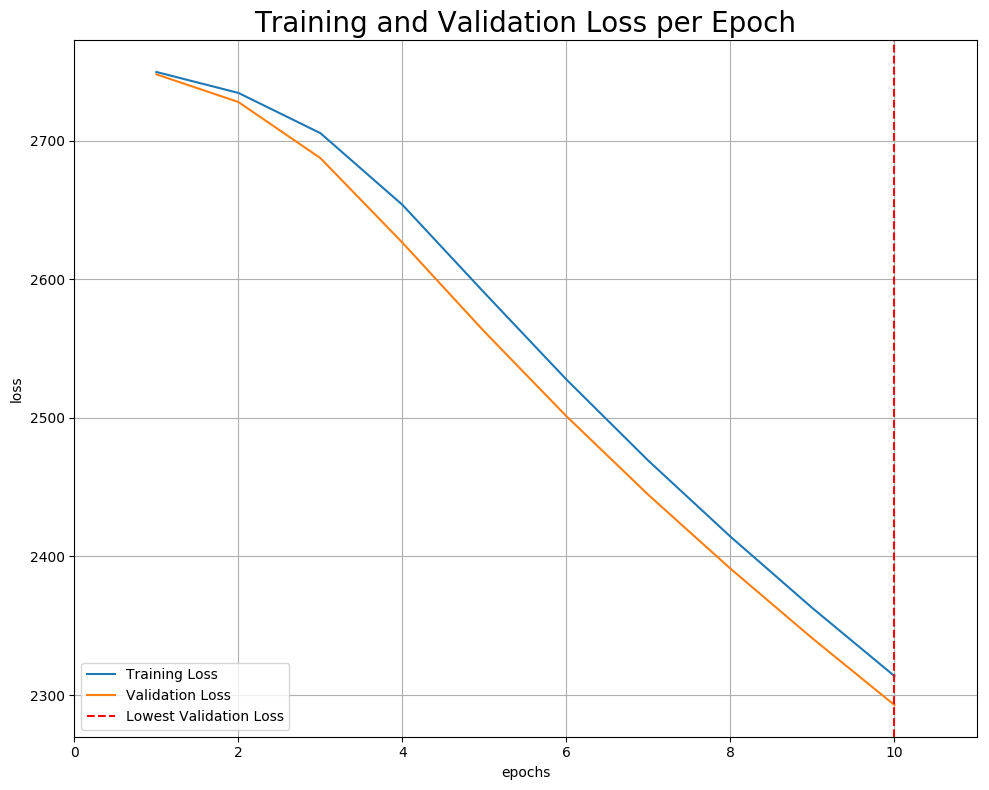 Training and Validation Loss per Epoch
loss
2700
2600
2500
2400
2300
Training Loss
Validation Loss
Lowest Validation Loss
0 2 4 6 8 10
epochs